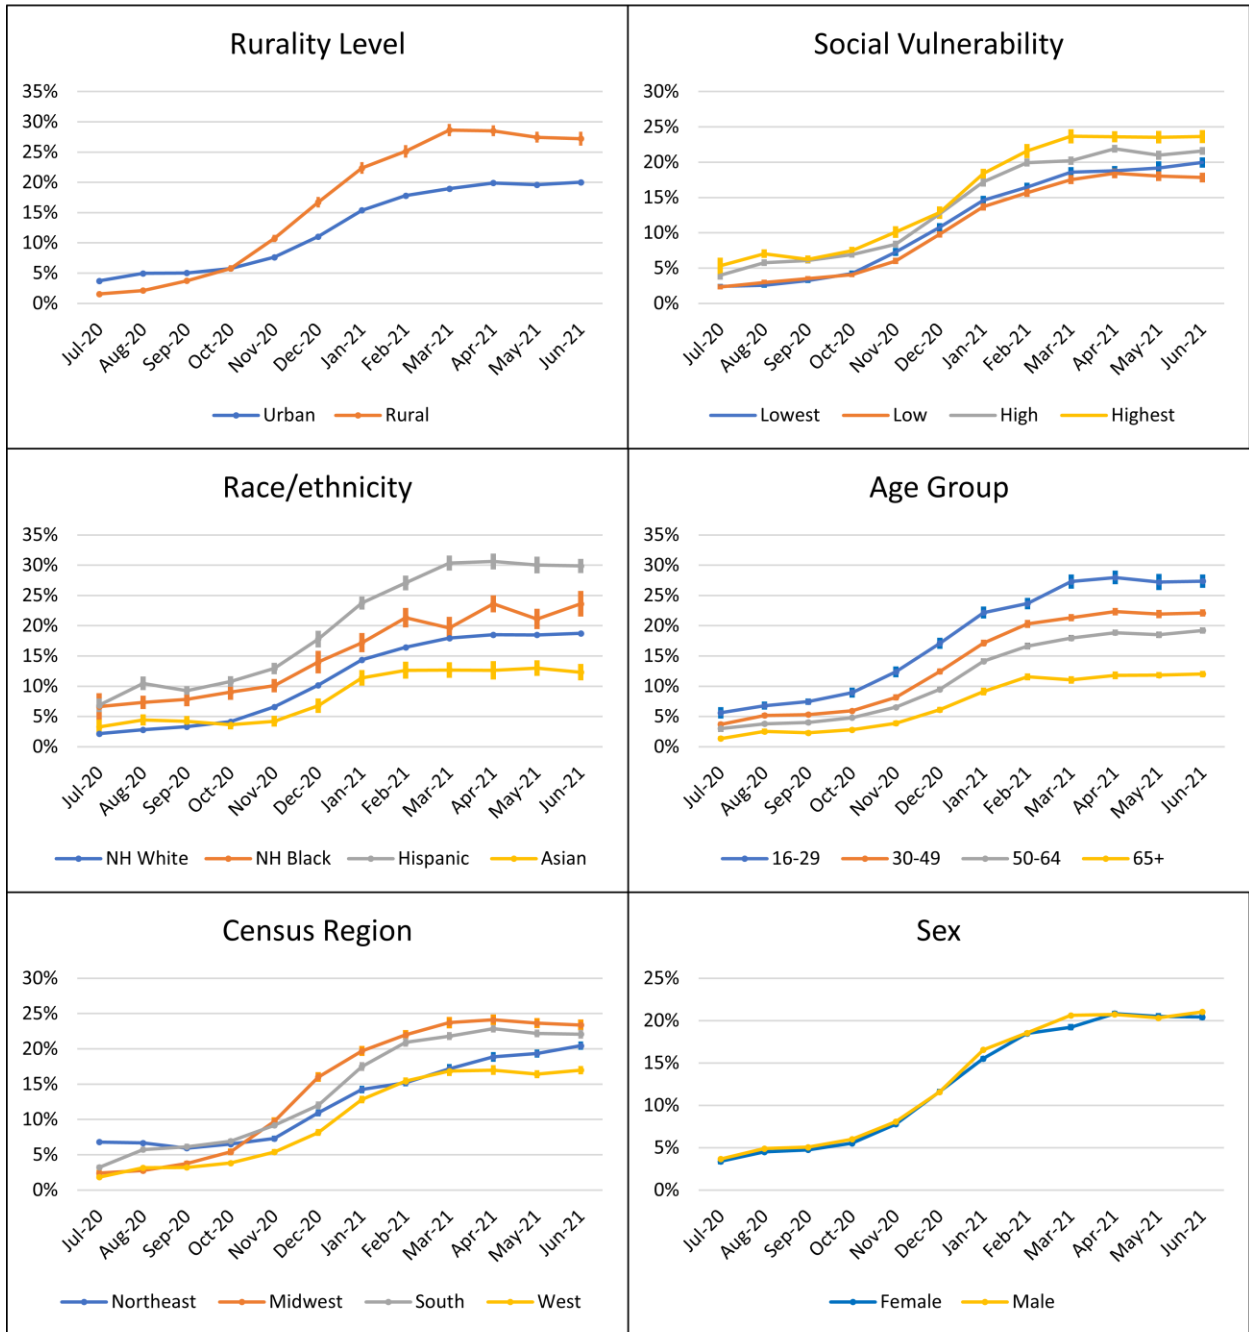 Rurality Level
35%
30%
25%
20%
15%
10%
5%
0%
Jul-20 Aug-20 Sep-20 Oct-20 Nov-20 Dec-20 Jan-21 Feb-21 Mar-21 Apr-21 May-21 Jun-21
Urban Rural
Social Vulnerability
30%
25%
20%
15%
10%
5%
0%
Jul-20 Aug-20 Sep-20 Oct-20 Nov-20 Dec-20 Jan-21 Feb-21 Mar-21 Apr-21 May-21 Jun-21
Lowest Low High Highest
Race/ethnicity
35%
30%
25%
20%
15%
10%
5%
0%
Jul-20 Aug-20 Sep-20 Oct-20 Nov-20 Dec-20 Jan-21 Feb-21 Mar-21 Apr-21 May-21 Jun-21
NH White NH Black Hispanic Asian
Age Group
35%
30%
25%
20%
15%
10%
5%
0%
Jul-20 Aug-20 Sep-20 Oct-20 Nov-20 Dec-20 Jan-21 Feb-21 Mar-21 Apr-21 May-21 Jun-21
16-29 30-49 50-64 65+
Census Region
30%
25%
20%
15%
10%
5%
0%
Jul-20 Aug-20 Sep-20 Oct-20 Nov-20 Dec-20 Jan-21 Feb-21 Mar-21 Apr-21 May-21 Jun-21
Northeast Midwest South West
Sex
25%
20%
15%
10%
5%
0%
Jul-20 Aug-20 Sep-20 Oct-20 Nov-20 Dec-20 Jan-21 Feb-21 Mar-21 Apr-21 May-21 Jun-21
Female Male